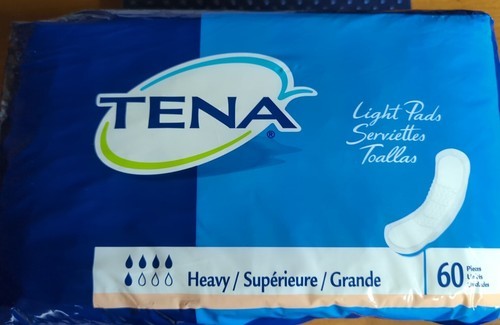 TENA®
Light Pads
Serviettes
Toallas
Heavy / Supérieure / Grande
60